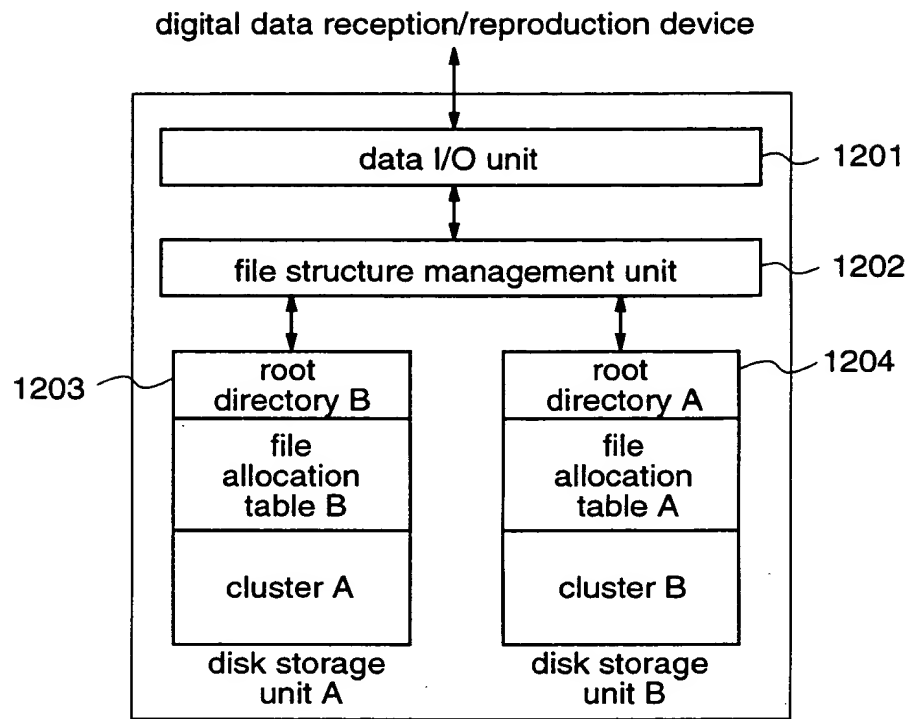 digital data reception/reproduction device
data I/O unit
1201
file structure management unit
1202
1203
root
directory B
file
allocation
table B
cluster A
disk storage
unit A
1204
root
directory A
file
allocation
table A
cluster B
disk storage
unit B